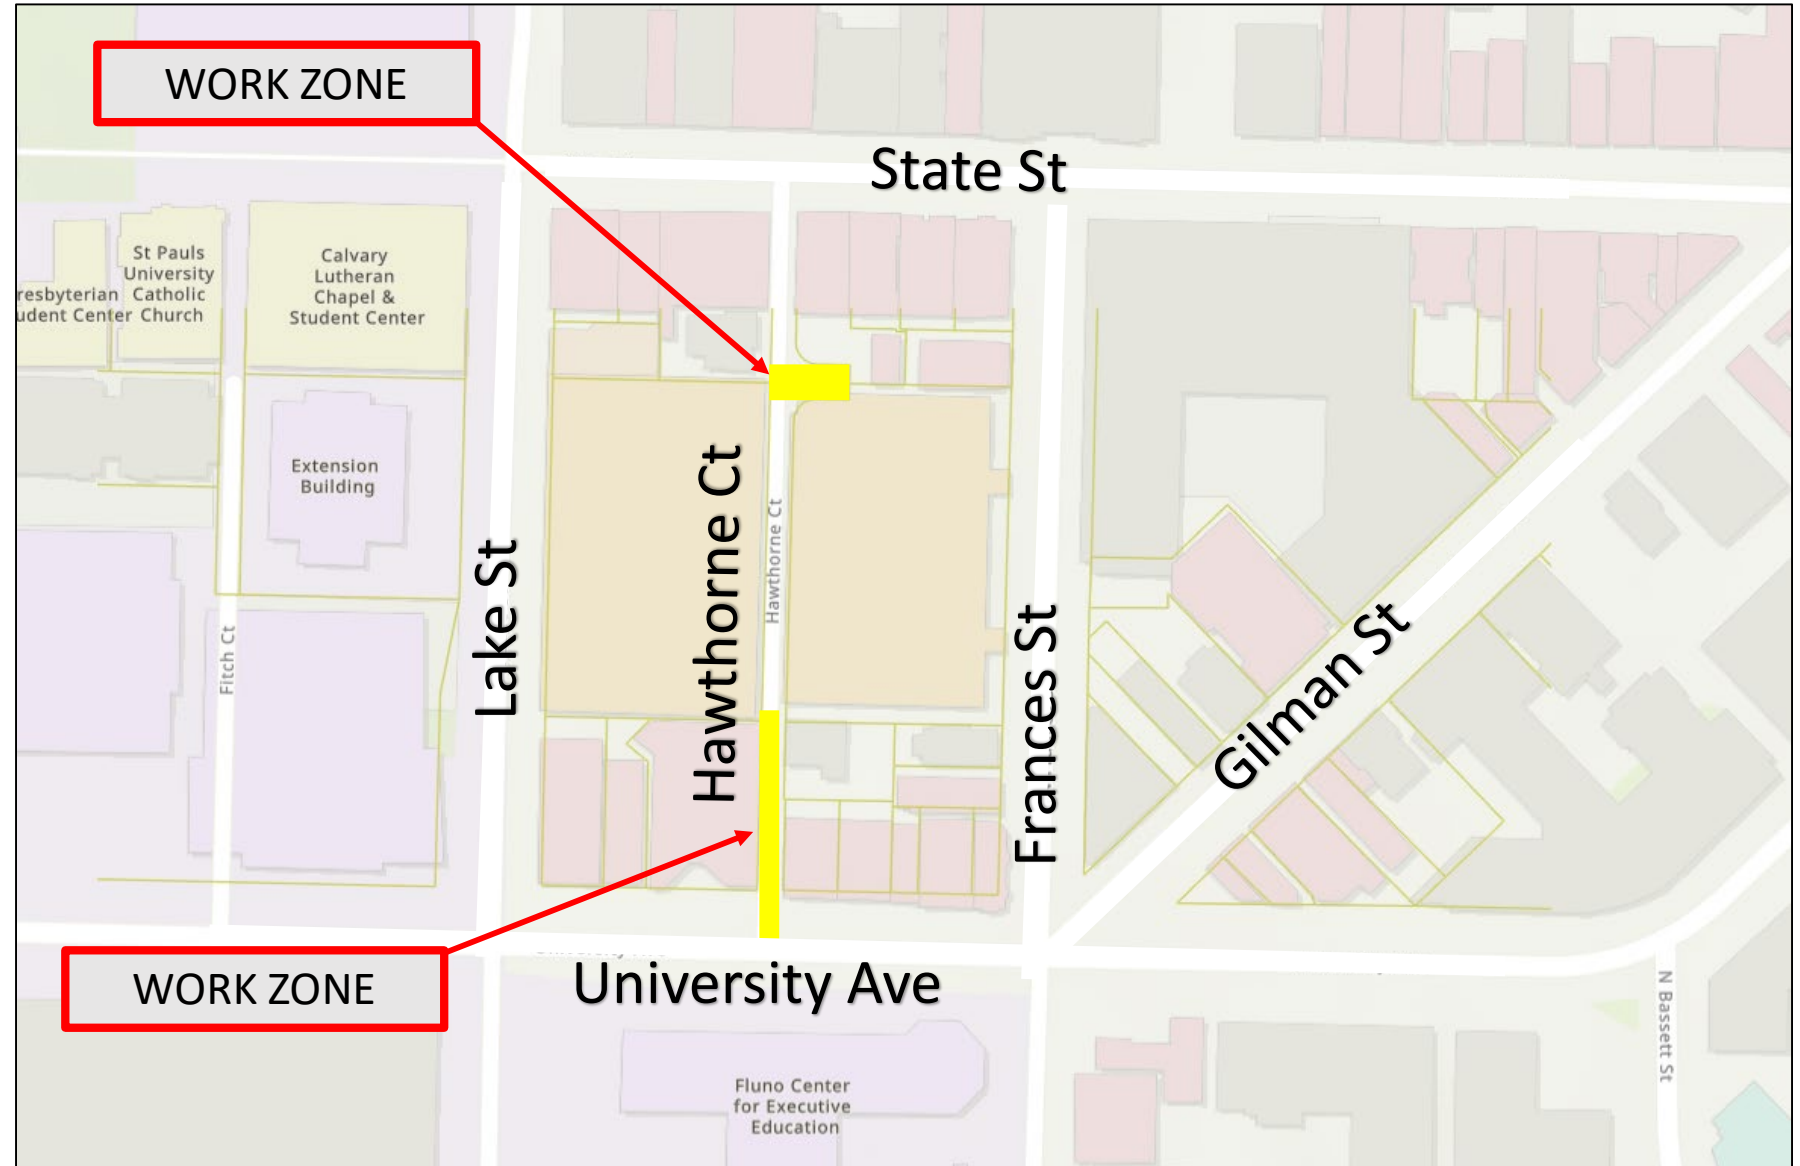 WORK ZONE
State St
St Pauls
University
Catholic
Church
resbyterian
udent Center
Calvary
Lutheran
Chapel &
Student Center
Extension
Building
Hawthorne Ct
Hawthorne Ct
Lake St
Fitch Ct
Frances St
Gilman St
WORK ZONE
University Ave
N Bassett St
Fluno Center
for Executive
Education